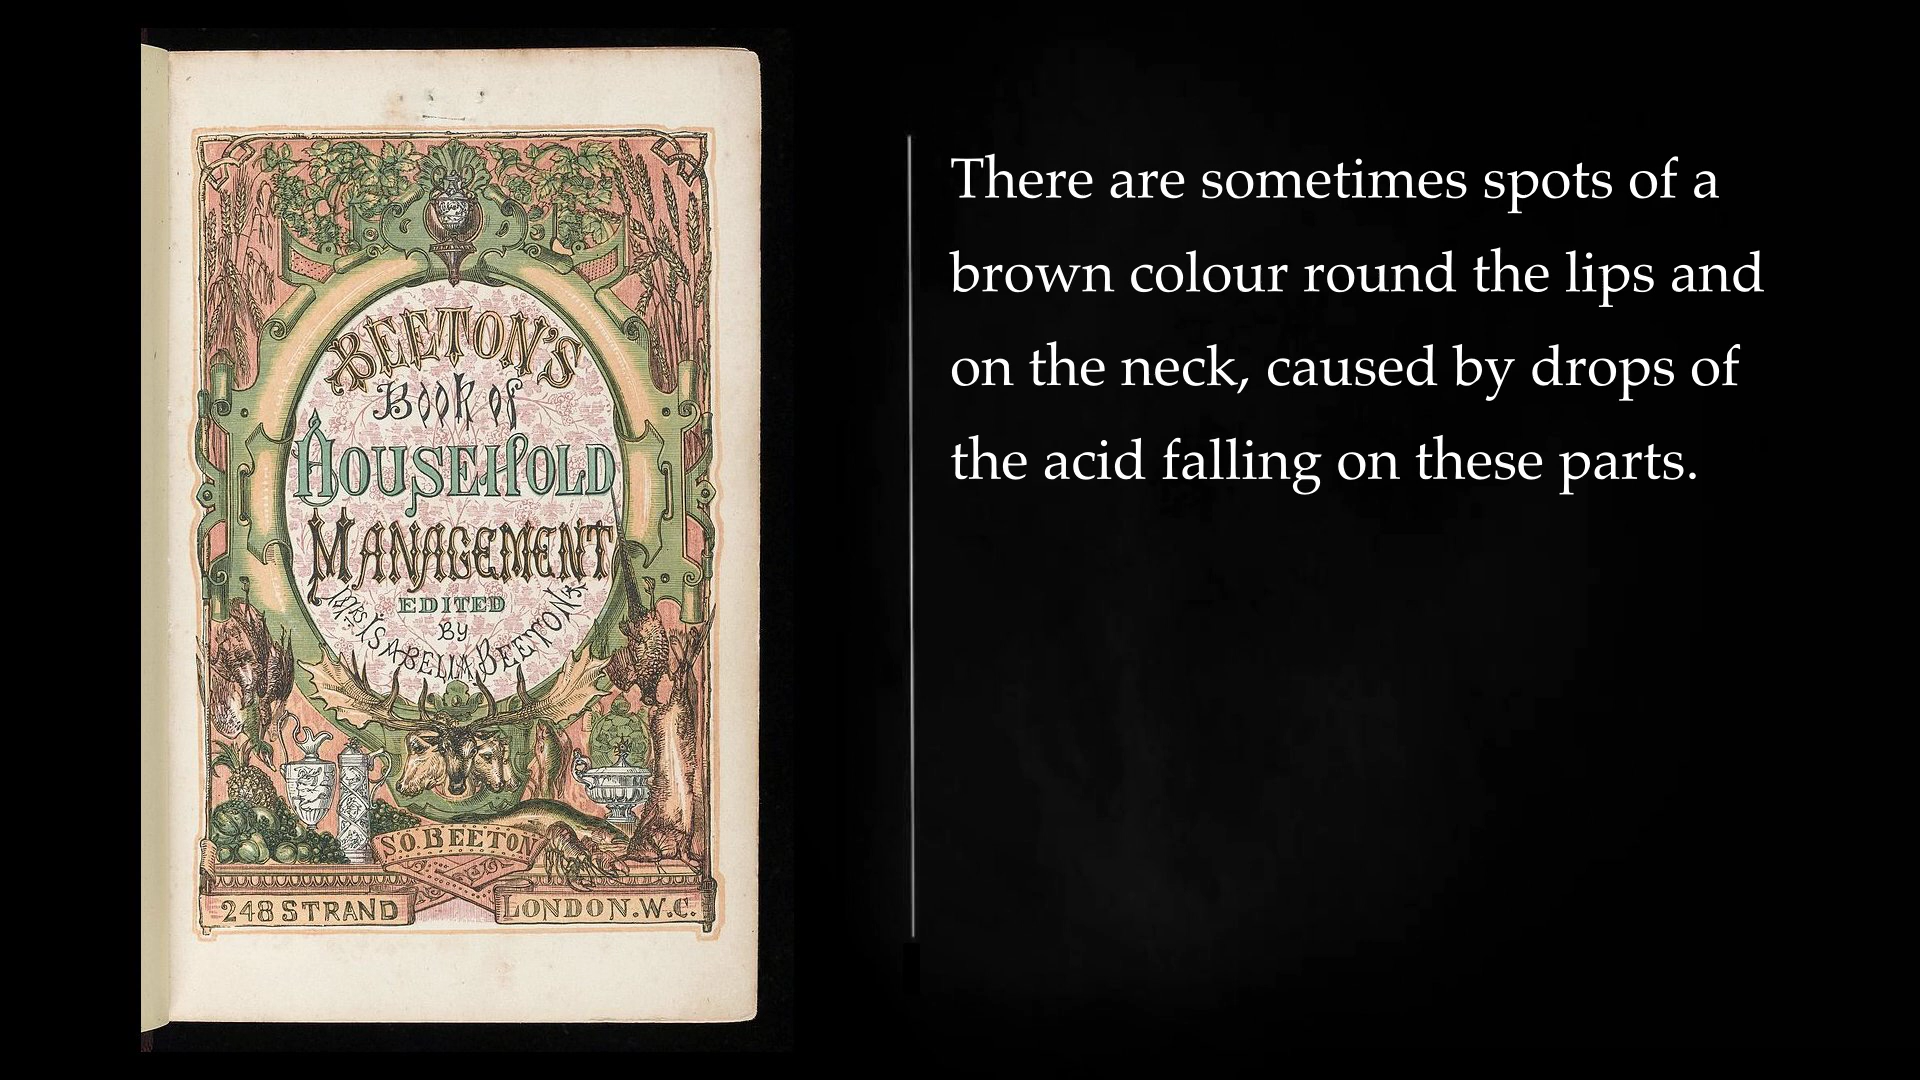 BEETON'S
Book of
HOUSEHOLD
MANAGEMENT
EDITED
BY
MRS ISABELLA BEETON
S.O. BEETON
248 STRAND
LONDON. W.C.
There are sometimes spots of a
brown colour round the lips and
on the neck, caused by drops of
the acid falling on these parts.